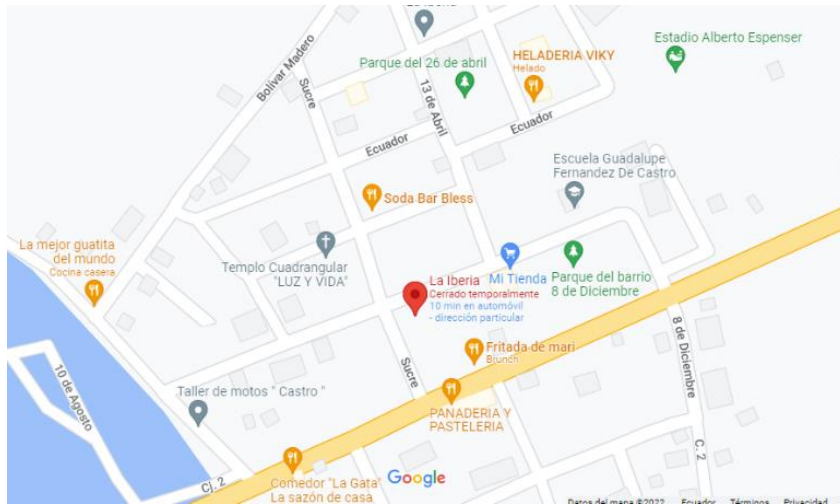 Bolívar Madero
Sucre
Parque del 26 de abril
13 de Abril
HELADERIA VIKY
Helado
Estadio Alberto Espenser
Ecuador
Ecuador
Escuela Guadalupe
Fernandez De Castro
Soda Bar Bless
La mejor guatita
del mundo
Cocina casera
Templo Cuadrangular
"LUZ Y VIDA"
La Iberia
Cerrado temporalmente
10 min en automóvil
- dirección particular
Mi Tienda
Parque del barrio
8 de Diciembre
Sucre
Fritada de mari
Brunch
8 de Diciembre
10 de Agosto
Taller de motos " Castro "
PANADERIA Y
PASTELERIA
C. 2
Cj. 2
Comedor "La Gata"
La sazón de casa
Google
Datos del mapa ©2022 Ecuador Términos Privacidad